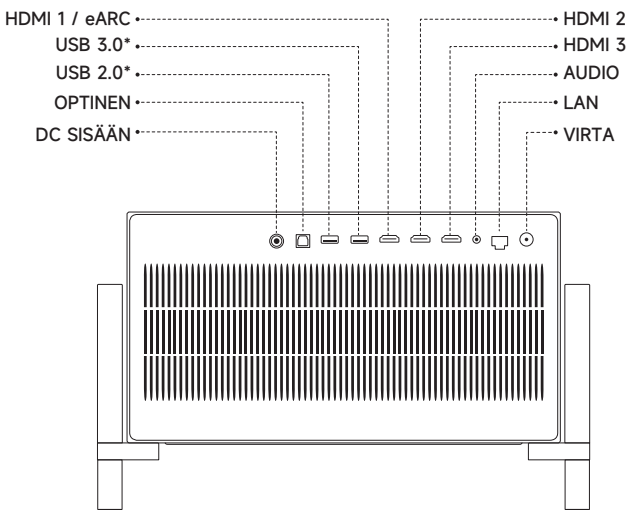 HDMI 1 / eARC
USB 3.0*
USB 2.0*
OPTINEN
DC SISÄÄN
HDMI 2
HDMI 3
AUDIO
LAN
VIRTA